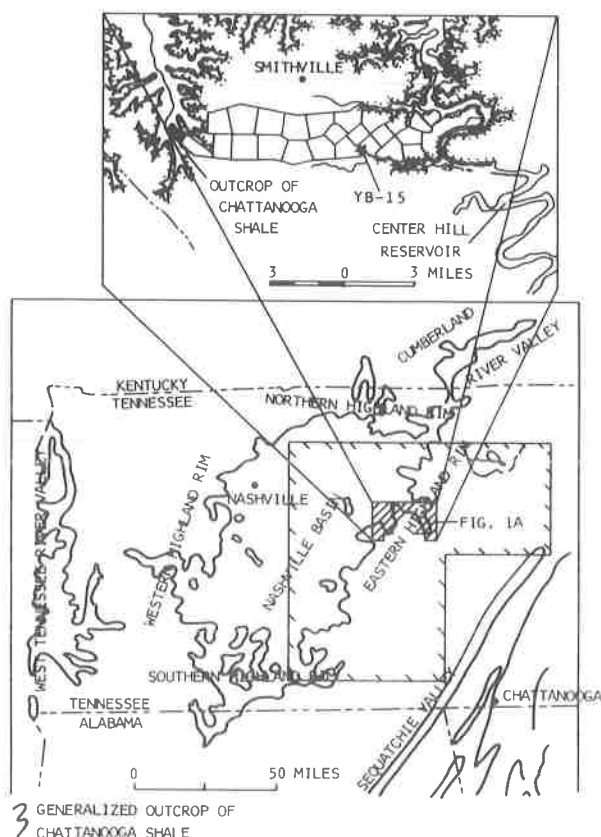 SMITHVILLE
OUTCROP OF
CHATTANOOGA
SHALE
YB-15
CENTER HILL
RESERVOIR
3 0 3 MILES
CUMBERLAND
RIVER VALLEY
KENTUCKY
TENNESSEE
NORTHERN HIGHLAND RIM
WEST TENNESSEE RIVER VALLEY
WESTERN HIGHLAND RIM
NASHVILLE
NASHVILLE BASIN
EASTERN HIGHLAND RIM
FIG. 1A
SOUTHERN HIGHLAND RIM
TENNESSEE
ALABAMA
SEQUATCHIE VALLEY
CHATTANOOGA
0 50 MILES
GENERALIZED OUTCROP OF
CHATTANOOGA SHALE